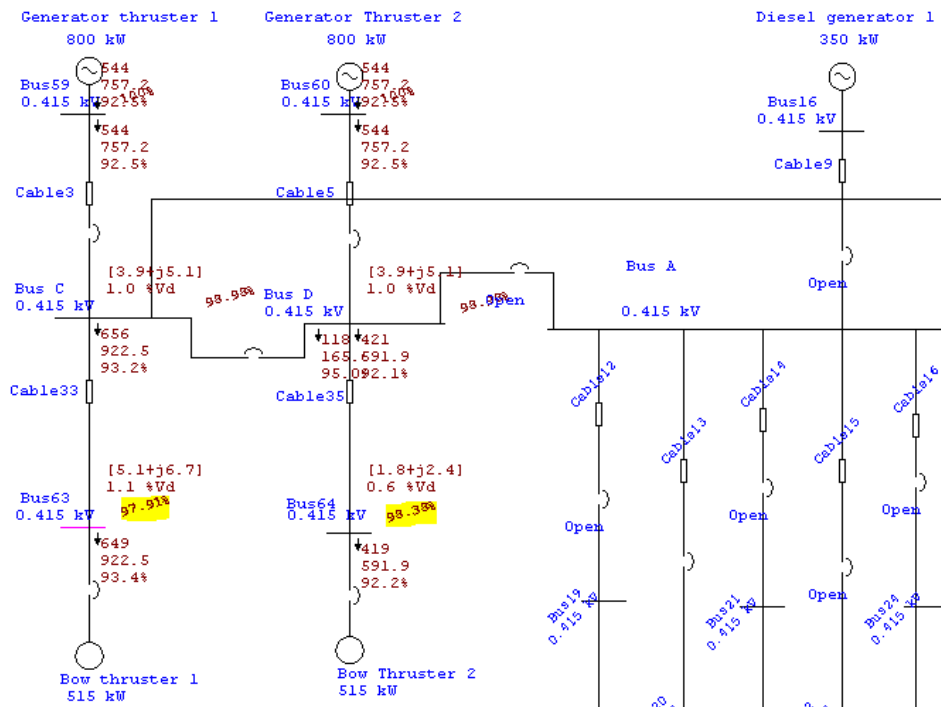 Generator thruster 1
800 kW
Generator Thruster 2
800 kW
Diesel generator 1
350 kW
544
757.2
92.5%
100%
Bus59
0.415 kV
544
757.2
92.5%
Cable3
544
757.2
92.5%
100%
Bus60
0.415 kV
544
757.2
92.5%
Cable5
Bus16
0.415 kV
Cable9
Open
[3.9+j5.1]
1.0 %Vd
Bus C
0.415 kV
98.98%
[3.9+j5.1]
1.0 %Vd
Bus D
0.415 kV
98.98%
Open
Bus A
0.415 kV
656
922.5
93.2%
Cable33
118
165.6
95.0%
421
591.9
92.1%
Cable35
Cable12
Cable13
Cable14
Cable15
Cable16
[5.1+j6.7]
1.1 %Vd
Bus63
0.415 kV
97.91%
[1.8+j2.4]
0.6 %Vd
Bus64
0.415 kV
98.38%
649
922.5
93.4%
419
591.9
92.2%
Open
Open
Open
Open
Bus19
0.415 kV
Bus21
0.415 kV
Bus24
0.415 kV
Bow thruster 1
515 kW
Bow Thruster 2
515 kW